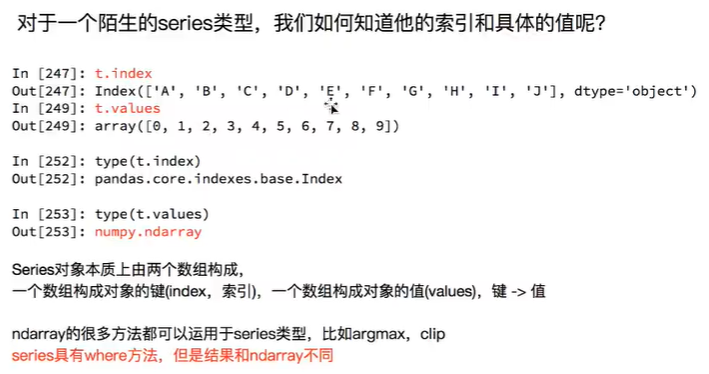 对于一个陌生的series类型，我们如何知道他的索引和具体的值呢？
In [247]: t.index
Out[247]: Index(['A', 'B', 'C', 'D', 'E', 'F', 'G', 'H', 'I', 'J'], dtype='object')
In [249]: t.values
Out[249]: array([0, 1, 2, 3, 4, 5, 6, 7, 8, 9])
In [252]: type(t.index)
Out[252]: pandas.core.indexes.base.Index
In [253]: type(t.values)
Out[253]: numpy.ndarray
Series对象本质上由两个数组构成，
一个数组构成对象的键(index，索引)，一个数组构成对象的值(values)，键 -> 值
ndarray的很多方法都可以运用于series类型，比如argmax，clip
series具有where方法，但是结果和ndarray不同